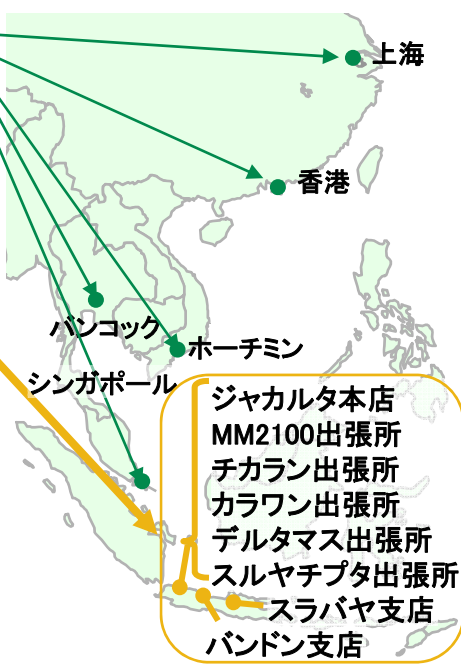 上海
香港
バンコック
ホーチミン
シンガポール
ジャカルタ本店
MM2100出張所
チカラン出張所
カラワン出張所
デルタマス出張所
スルヤチプタ出張所
スラバヤ支店
バンドン支店